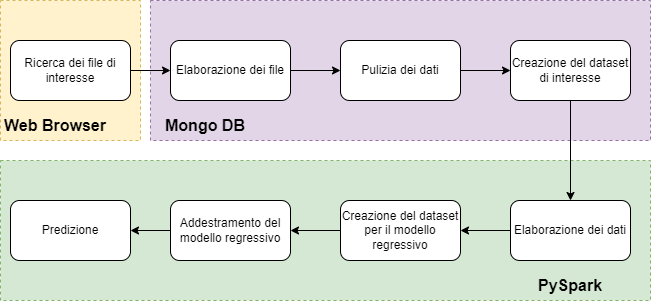 Ricerca dei file di
interesse
Elaborazione dei file
Pulizia dei dati
Creazione del dataset
di interesse
Web Browser
Mongo DB
Predizione
Addestramento del
modello regressivo
Creazione del dataset
per il modello
regressivo
Elaborazione dei dati
PySpark